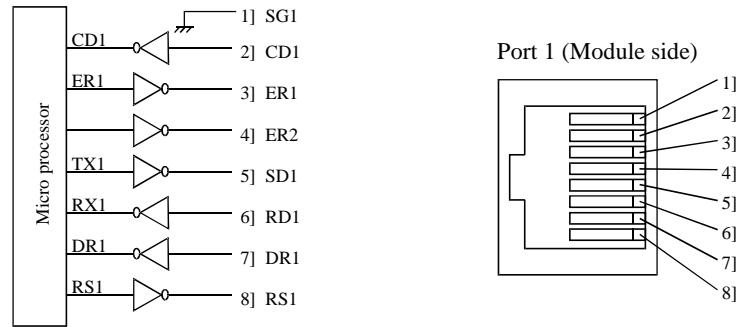 1] SG1
CD1
2] CD1
ER1
3] ER1
4] ER2
TX1
5] SD1
RX1
6] RD1
DR1
7] DR1
RS1
8] RS1
Micro processor
Port 1 (Module side)
1]
2]
3]
4]
5]
6]
7]
8]